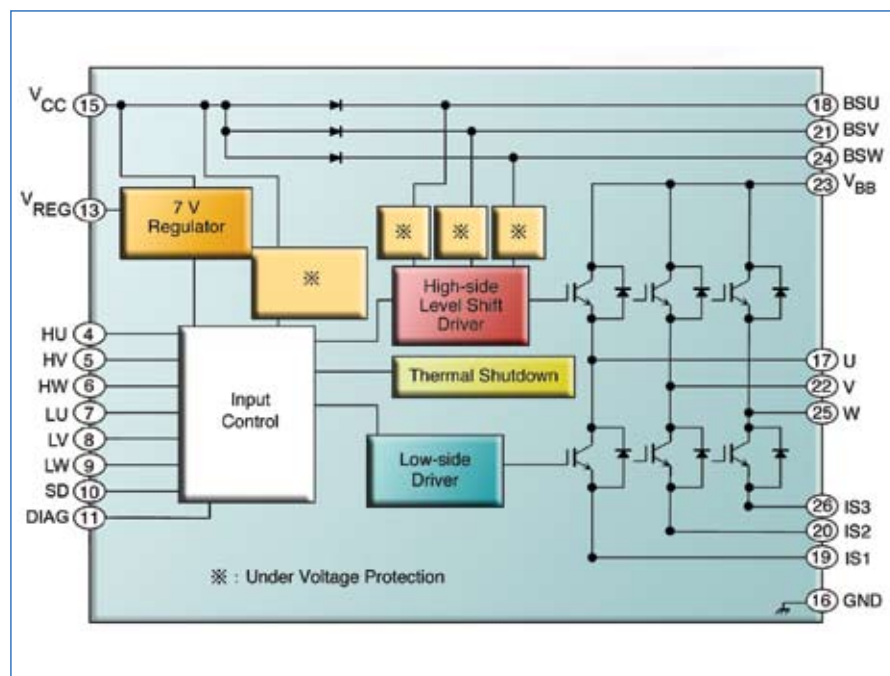 VCC 15
VREG 13
7 V
Regulator
※
※ ※ ※
High-side
Level Shift
Driver
Thermal Shutdown
Input
Control
Low-side
Driver
HU 4
HV 5
HW 6
LU 7
LV 8
LW 9
SD 10
DIAG 11
18 BSU
21 BSV
24 BSW
23 VBB
17 U
22 V
25 W
26 IS3
20 IS2
19 IS1
16 GND
※ : Under Voltage Protection